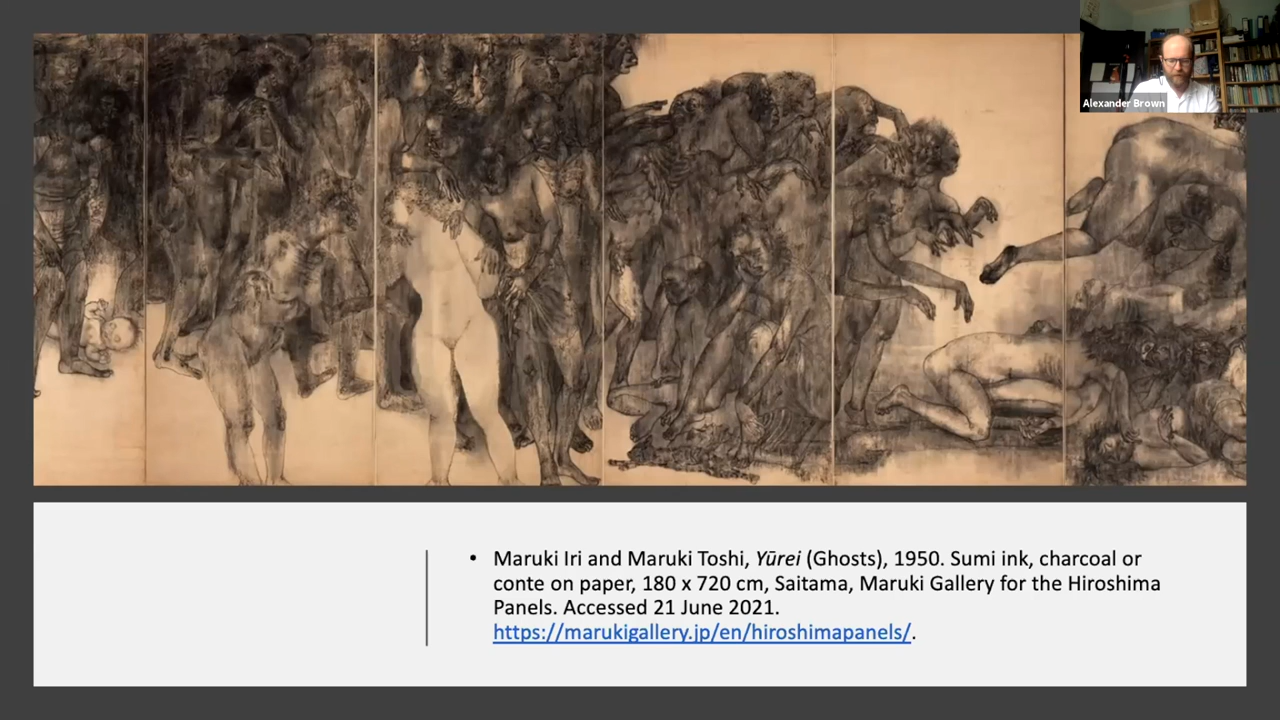 Alexander Brown
• Maruki Iri and Maruki Toshi, Yūrei (Ghosts), 1950. Sumi ink, charcoal or
conte on paper, 180 x 720 cm, Saitama, Maruki Gallery for the Hiroshima
Panels. Accessed 21 June 2021.
https://marukigallery.jp/en/hiroshimapanels/.